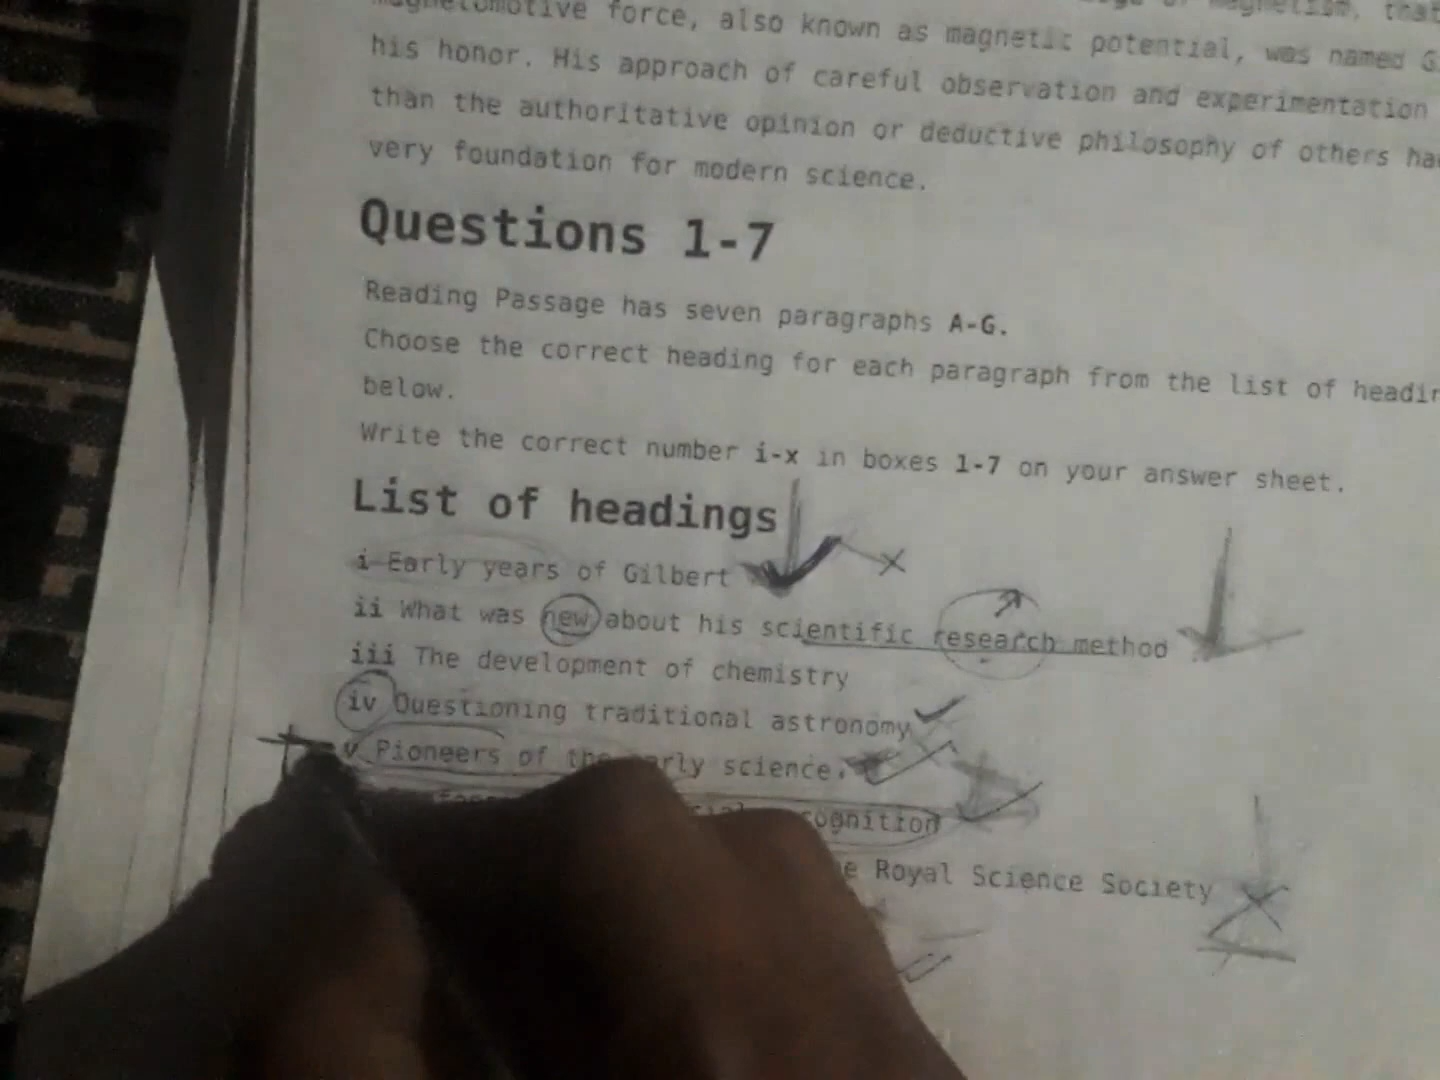 force, also known as magnetic potential, was named G
his honor. His approach of careful observation and experimentation
than the authoritative opinion or deductive philosophy of others ha
very foundation for modern science.
Questions 1-7
Reading Passage has seven paragraphs A-G.
Choose the correct heading for each paragraph from the list of headin
below.
Write the correct number i-x in boxes 1-7 on your answer sheet.
List of headings
i Early years of Gilbert
ii What was new about his scientific research method
iii The development of chemistry
iv Questioning traditional astronomy
v Pioneers of the early science
ognition
e Royal Science Society